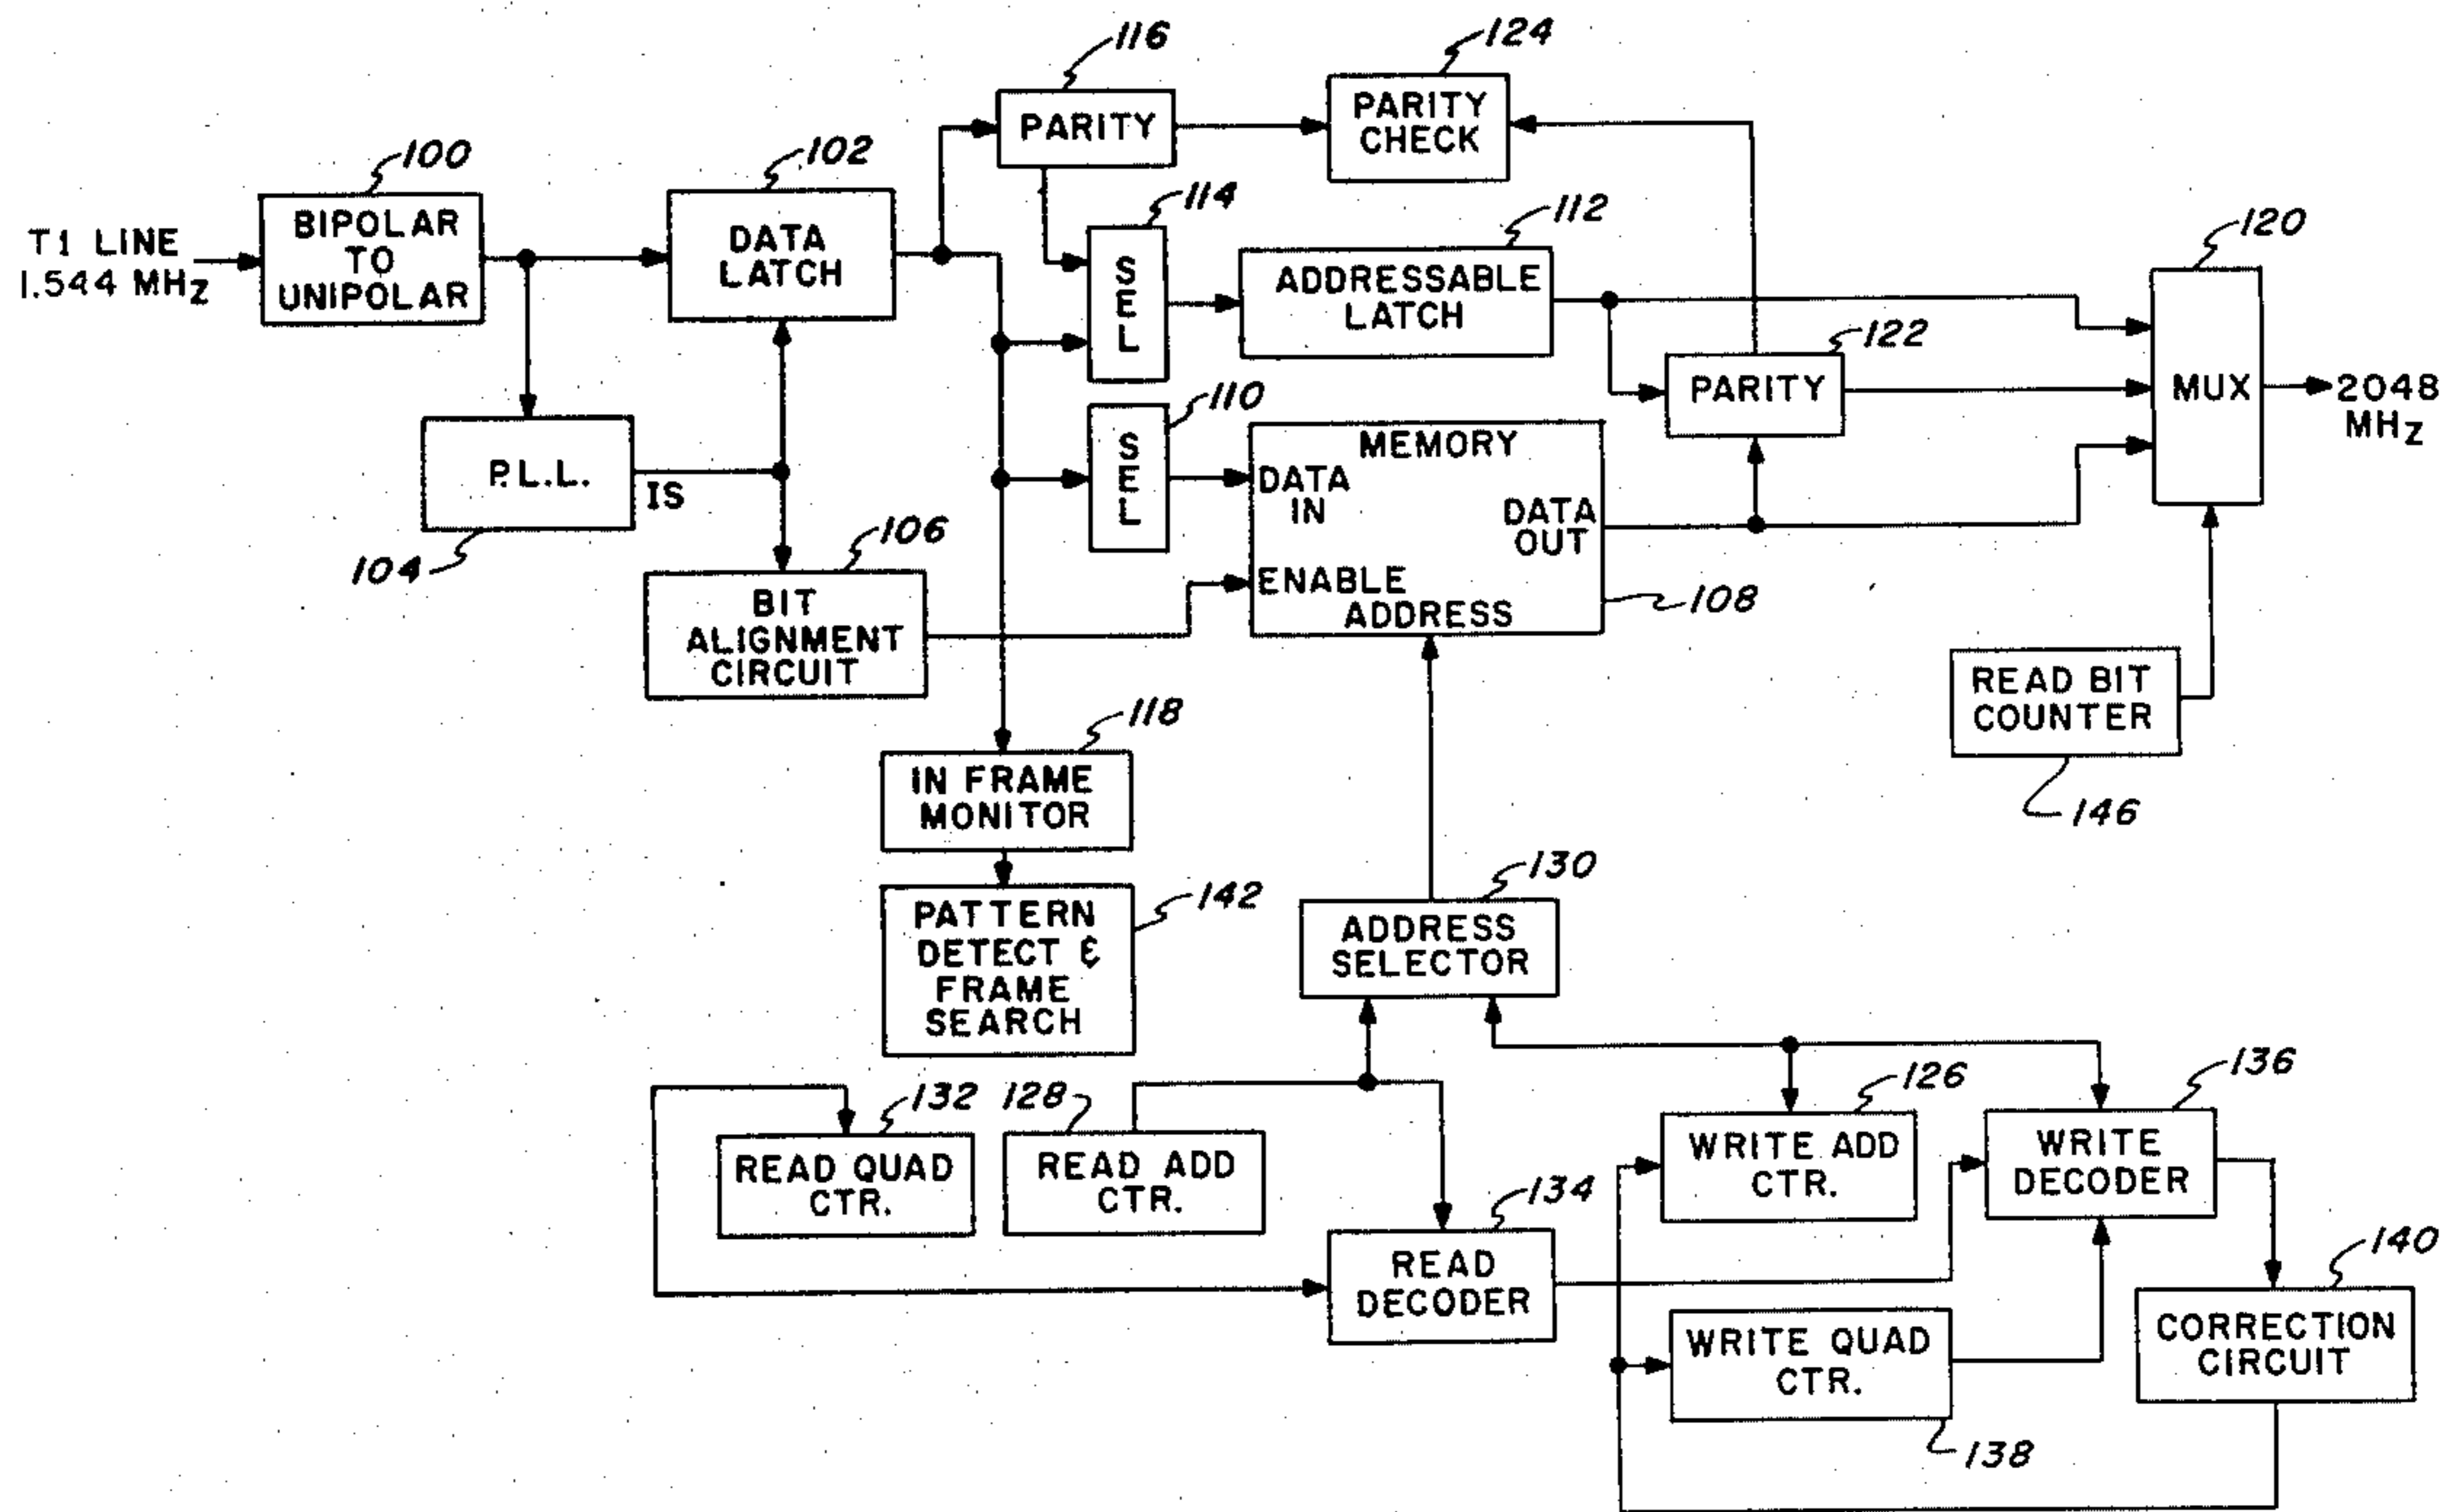 116
124
PARITY
PARITY
CHECK
100
102
114
112
120
T1 LINE
1.544 MHz
BIPOLAR
TO
UNIPOLAR
DATA
LATCH
S
E
L
ADDRESSABLE
LATCH
122
PARITY
MUX
2048
MHz
110
P.L.L.
IS
104
106
S
E
L
MEMORY
DATA
IN
DATA
OUT
ENABLE
ADDRESS
108
BIT
ALIGNMENT
CIRCUIT
READ BIT
COUNTER
146
118
IN FRAME
MONITOR
142
PATTERN
DETECT &
FRAME
SEARCH
130
ADDRESS
SELECTOR
132
128
126
136
READ QUAD
CTR.
READ ADD
CTR.
WRITE ADD
CTR.
WRITE
DECODER
134
READ
DECODER
140
WRITE QUAD
CTR.
138
CORRECTION
CIRCUIT